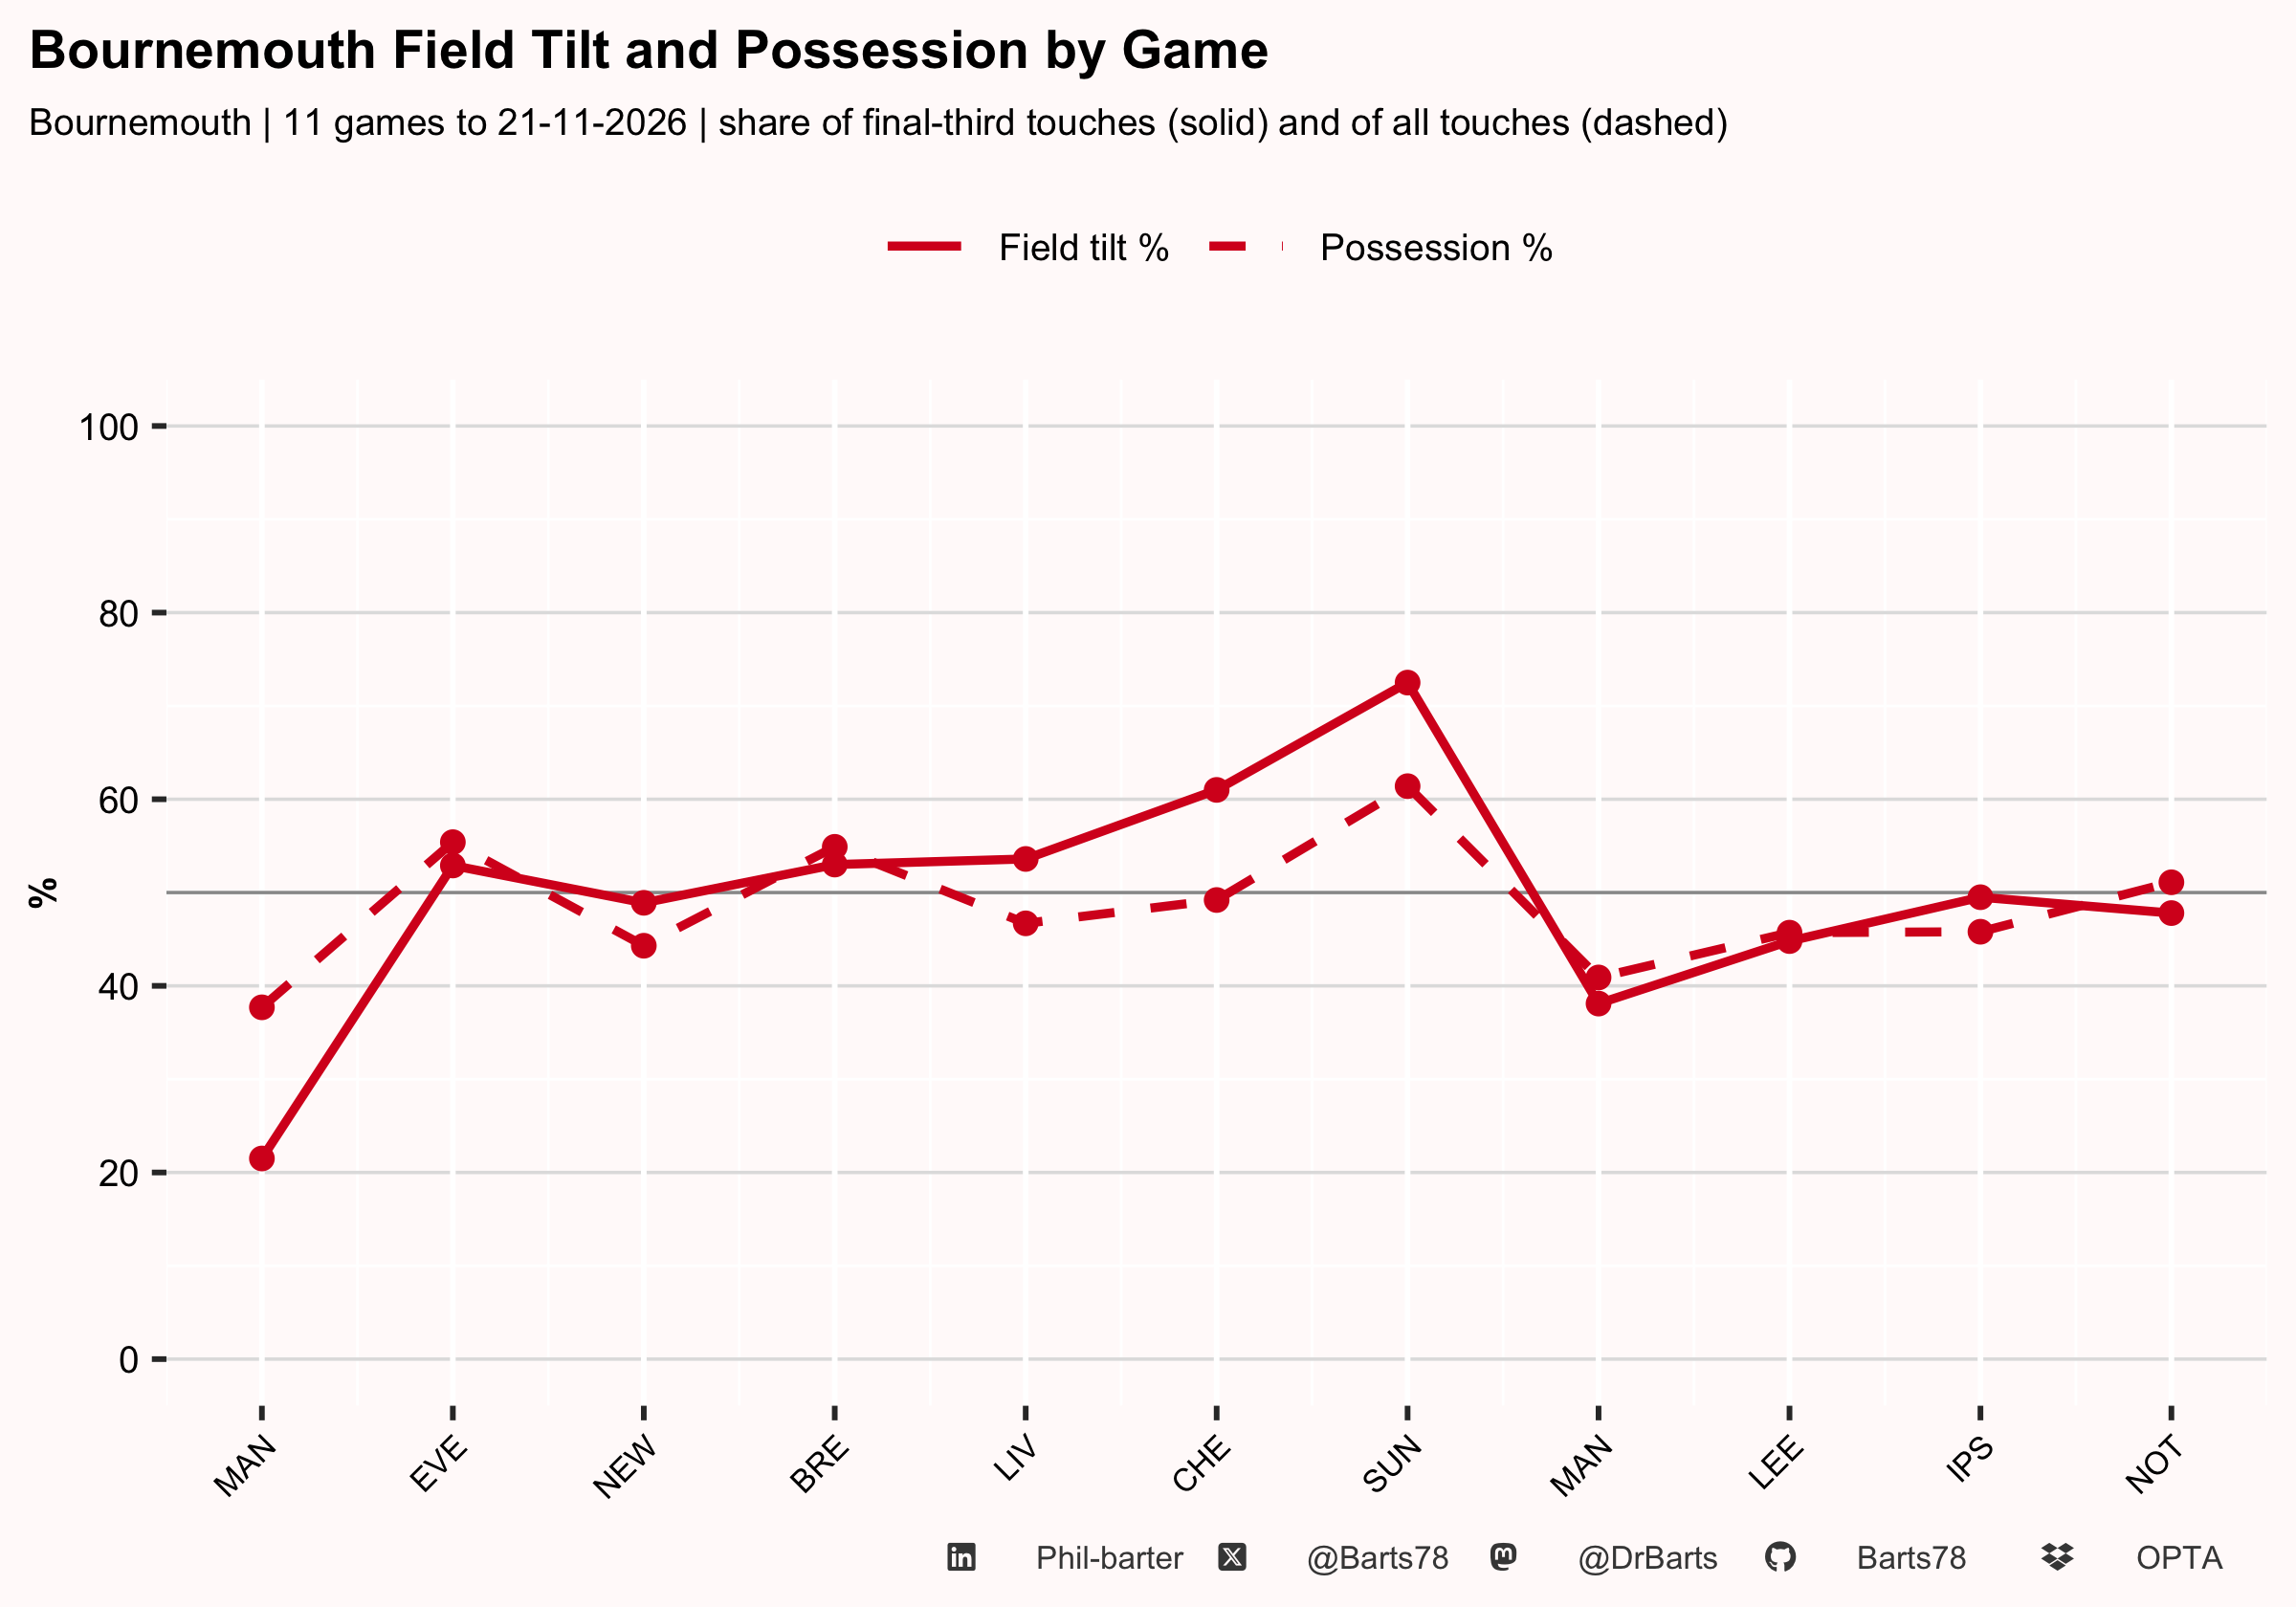 Bournemouth Field Tilt and Possession by Game
Bournemouth | 11 games to 21-11-2026 | share of final-third touches (solid) and of all touches (dashed)
Field tilt % Possession %
100
80
60
40
20
0
%
MAN EVE NEW BRE LIV CHE SUN MAN LEE IPS NOT
Phil-barter @Barts78 @DrBarts Barts78 OPTA